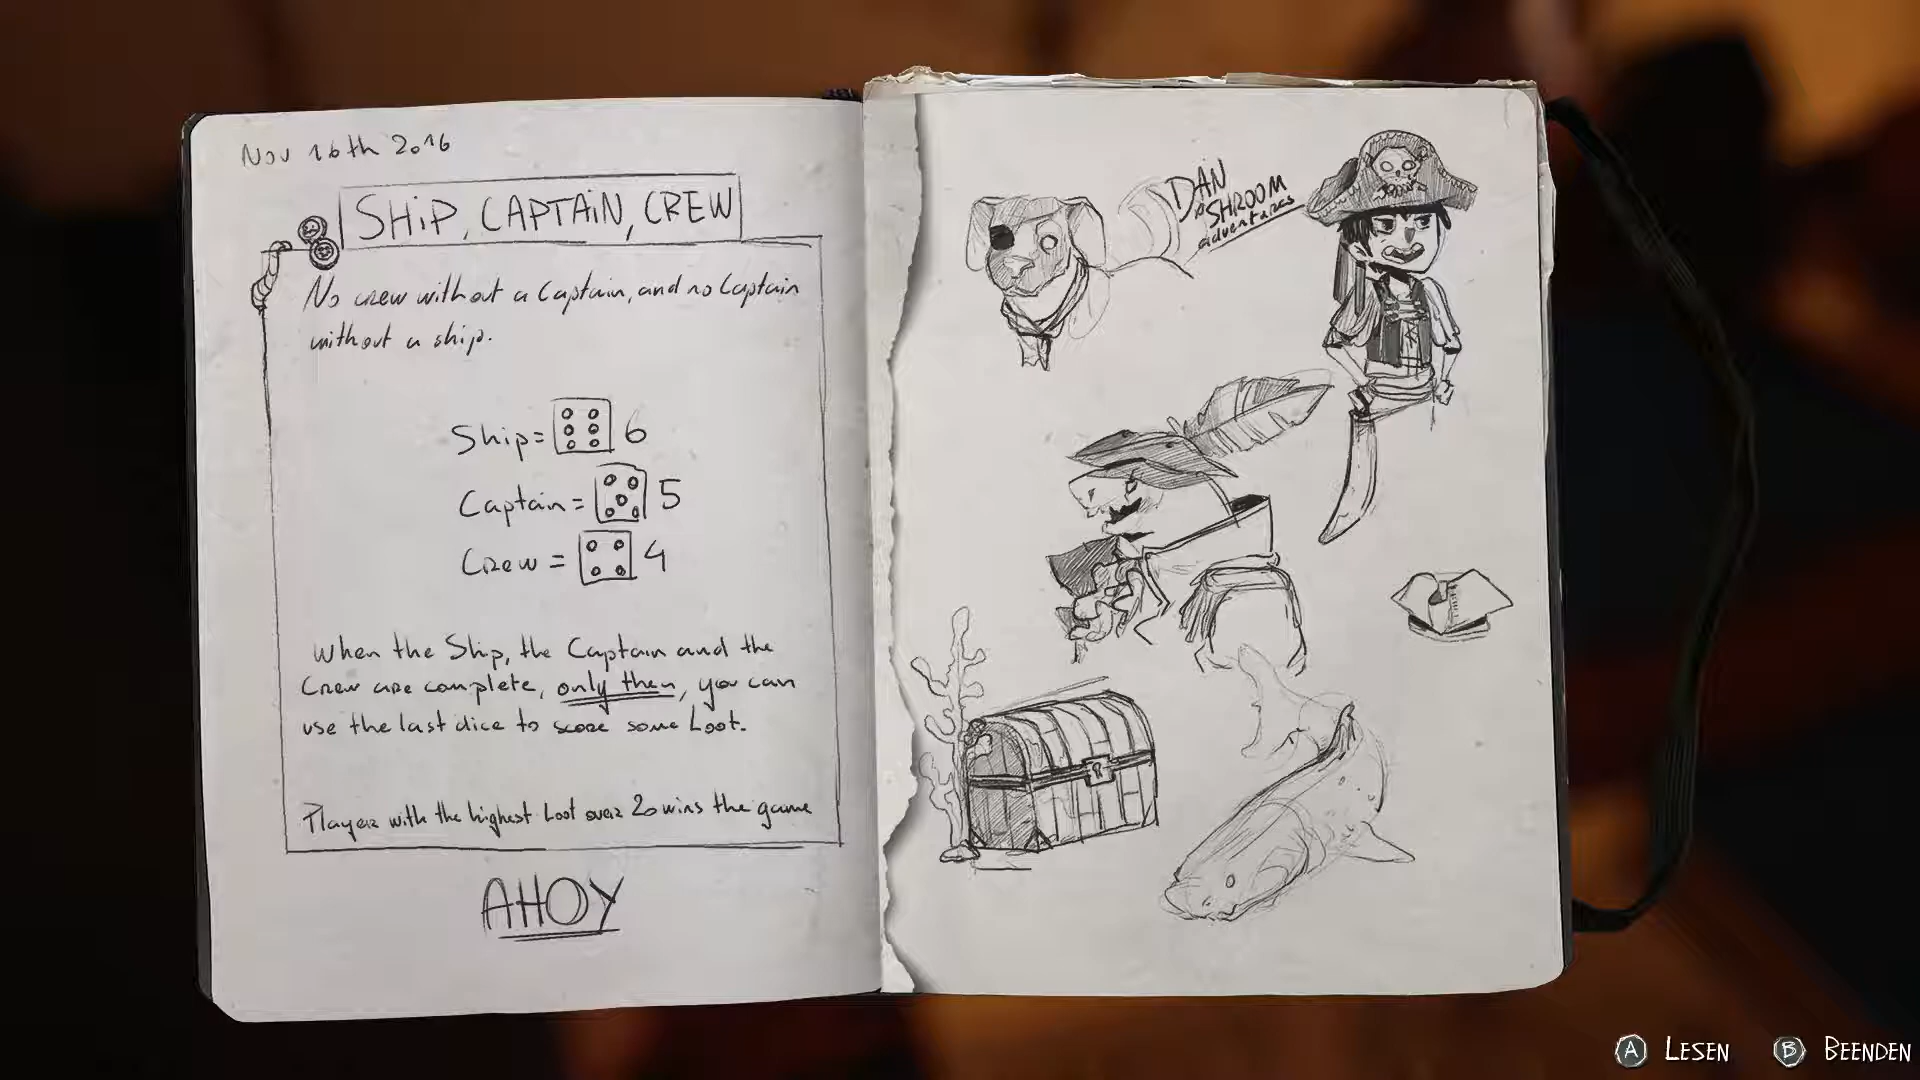 Nov 16th 2016
SHiP, CAPTAiN, CREW
No crew without a Captain, and no Captain
without a ship.
Ship = 6
Captain = 5
Crew = 4
When the Ship, the Captain and the
Crew are complete, only then, you can
use the last dice to score some Loot.
Player with the highest Loot over 20 wins the game
AHOY
DAN
SHROOM
adventures
A LESEN B BEENDEN